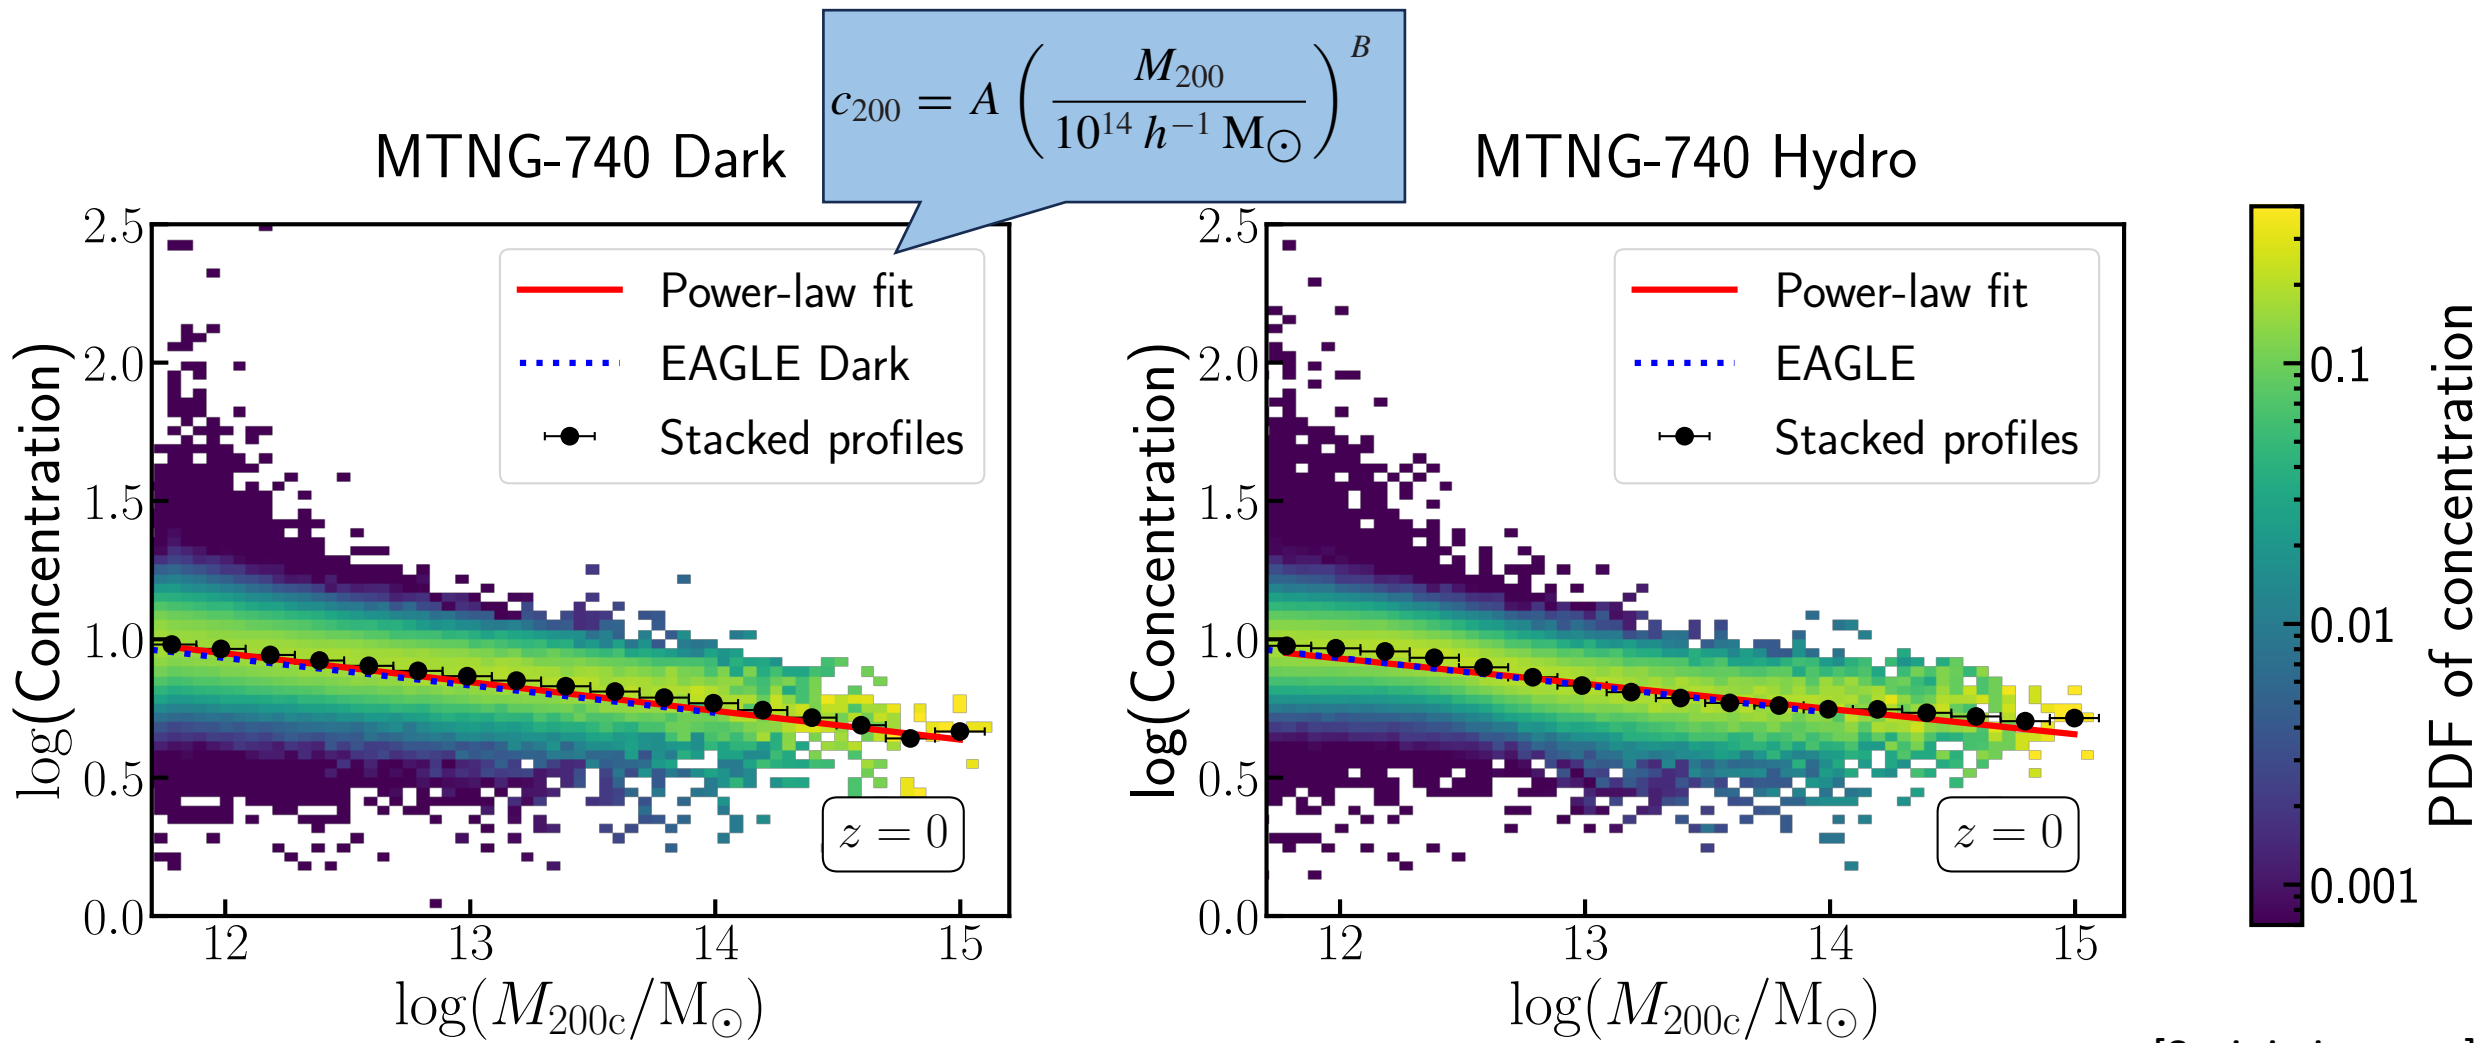 c₂₀₀ = A (M₂₀₀ / 10¹⁴ h⁻¹ M⊙)ᴮ
MTNG-740 Dark
MTNG-740 Hydro
2.5
2.0
1.5
1.0
0.5
0.0
log(Concentration)
Power-law fit
EAGLE Dark
Stacked profiles
z = 0
12 13 14 15
log(M₂₀₀c/M⊙)
2.5
2.0
1.5
1.0
0.5
0.0
log(Concentration)
Power-law fit
EAGLE
Stacked profiles
z = 0
12 13 14 15
log(M₂₀₀c/M⊙)
0.1
0.01
0.001
PDF of concentration